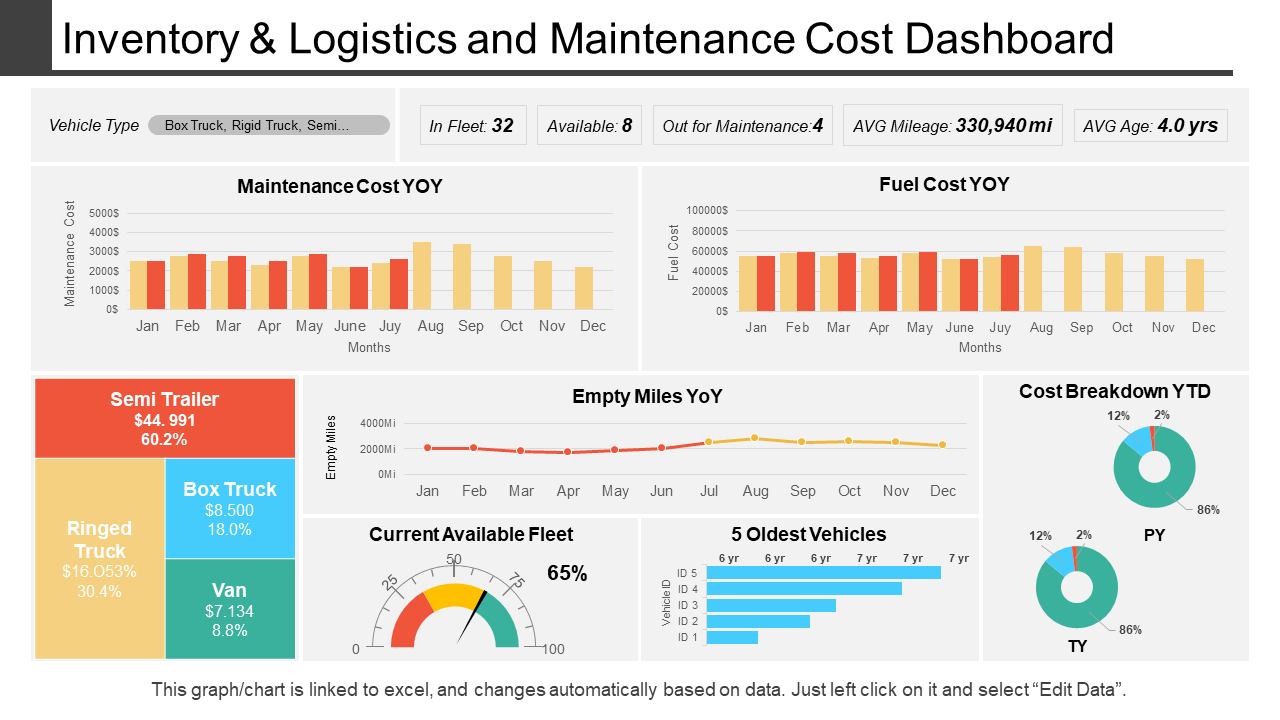 Inventory & Logistics and Maintenance Cost Dashboard
Vehicle Type
Box Truck, Rigid Truck, Semi…
In Fleet: 32
Available: 8
Out for Maintenance:4
AVG Mileage: 330,940 mi
AVG Age: 4.0 yrs
Maintenance Cost YOY
Maintenance Cost
5000$
4000$
3000$
2000$
1000$
0$
Jan Feb Mar Apr May June Juy Aug Sep Oct Nov Dec
Months
Fuel Cost YOY
Fuel Cost
100000$
80000$
60000$
40000$
20000$
0$
Jan Feb Mar Apr May June Juy Aug Sep Oct Nov Dec
Months
Semi Trailer
$44. 991
60.2%
Ringed
Truck
$16.O53%
30.4%
Box Truck
$8.500
18.0%
Van
$7.134
8.8%
Empty Miles YoY
Empty Miles
4000Mi
2000Mi
0Mi
Jan Feb Mar Apr May Jun Jul Aug Sep Oct Nov Dec
Current Available Fleet
65%
0
25
50
75
100
5 Oldest Vehicles
6 yr 6 yr 6 yr 7 yr 7 yr 7 yr
VehicleID
ID 5
ID 4
ID 3
ID 2
ID 1
Cost Breakdown YTD
12% 2%
86%
PY
12% 2%
86%
TY
This graph/chart is linked to excel, and changes automatically based on data. Just left click on it and select “Edit Data”.